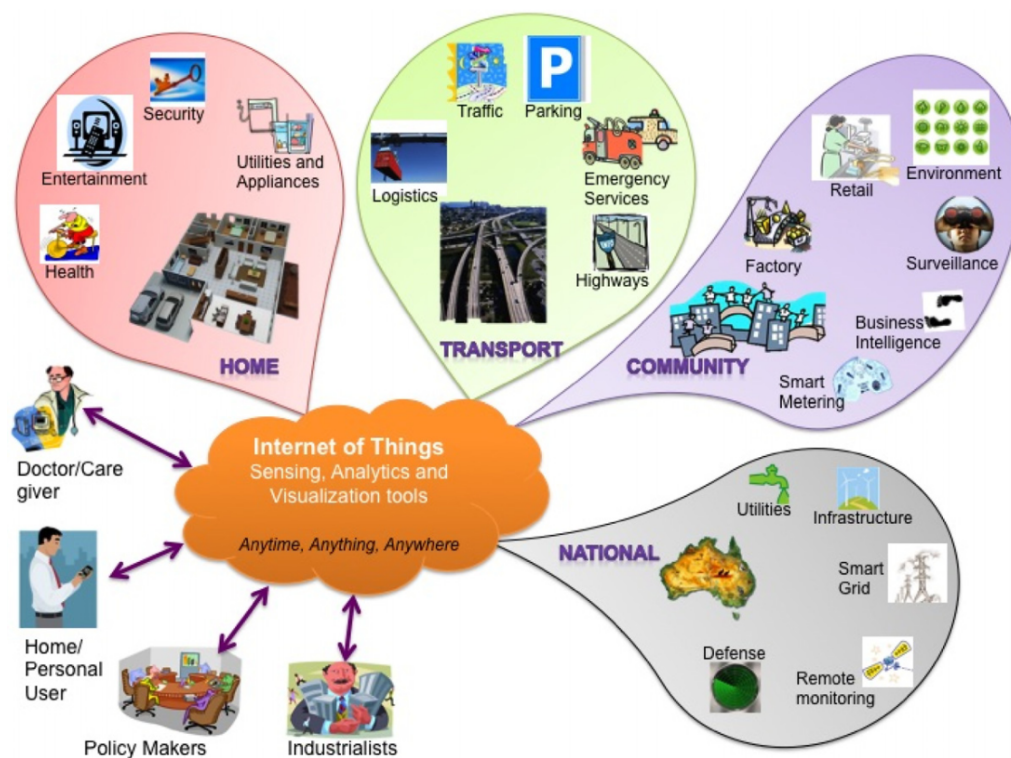 Security
Entertainment
Utilities and
Appliances
Health
HOME
Traffic
P
Parking
Logistics
Emergency
Services
Highways
TRANSPORT
Retail
Environment
Factory
Surveillance
Business
Intelligence
Smart
Metering
COMMUNITY
Internet of Things
Sensing, Analytics and
Visualization tools
Anytime, Anything, Anywhere
Utilities
Infrastructure
NATIONAL
Smart
Grid
Defense
Remote
monitoring
Doctor/Care
giver
Home/
Personal
User
Policy Makers
Industrialists